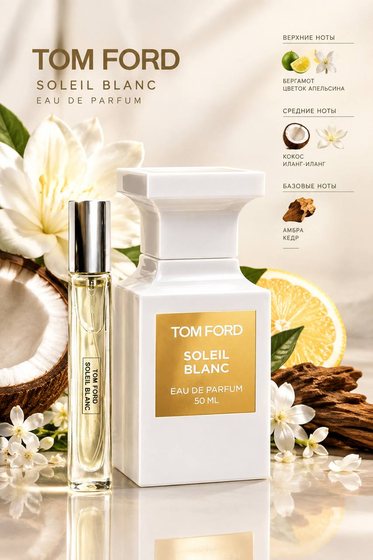 TOM FORD
SOLEIL BLANC
EAU DE PARFUM
ВЕРХНИЕ НОТЫ
БЕРГАМОТ
ЦВЕТОК АПЕЛЬСИНА
СРЕДНИЕ НОТЫ
КОКОС
ИЛАНГ-ИЛАНГ
БАЗОВЫЕ НОТЫ
АМБРА
КЕДР
TOM FORD
SOLEIL BLANC
TOM FORD
SOLEIL
BLANC
EAU DE PARFUM
50 ML